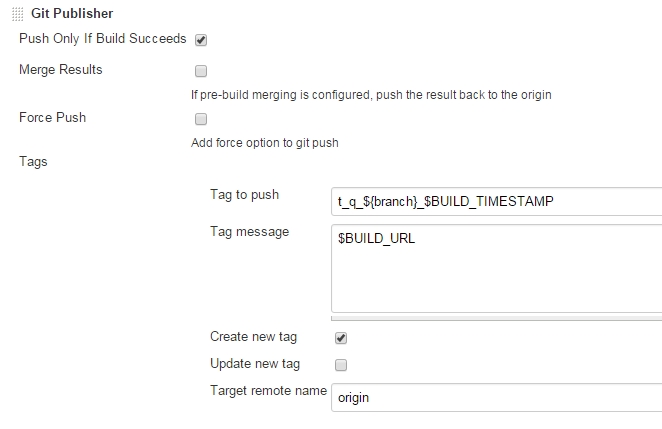 Git Publisher
Push Only If Build Succeeds
Merge Results
If pre-build merging is configured, push the result back to the origin
Force Push
Add force option to git push
Tags
Tag to push t_q_${branch}_$BUILD_TIMESTAMP
Tag message $BUILD_URL
Create new tag
Update new tag
Target remote name origin